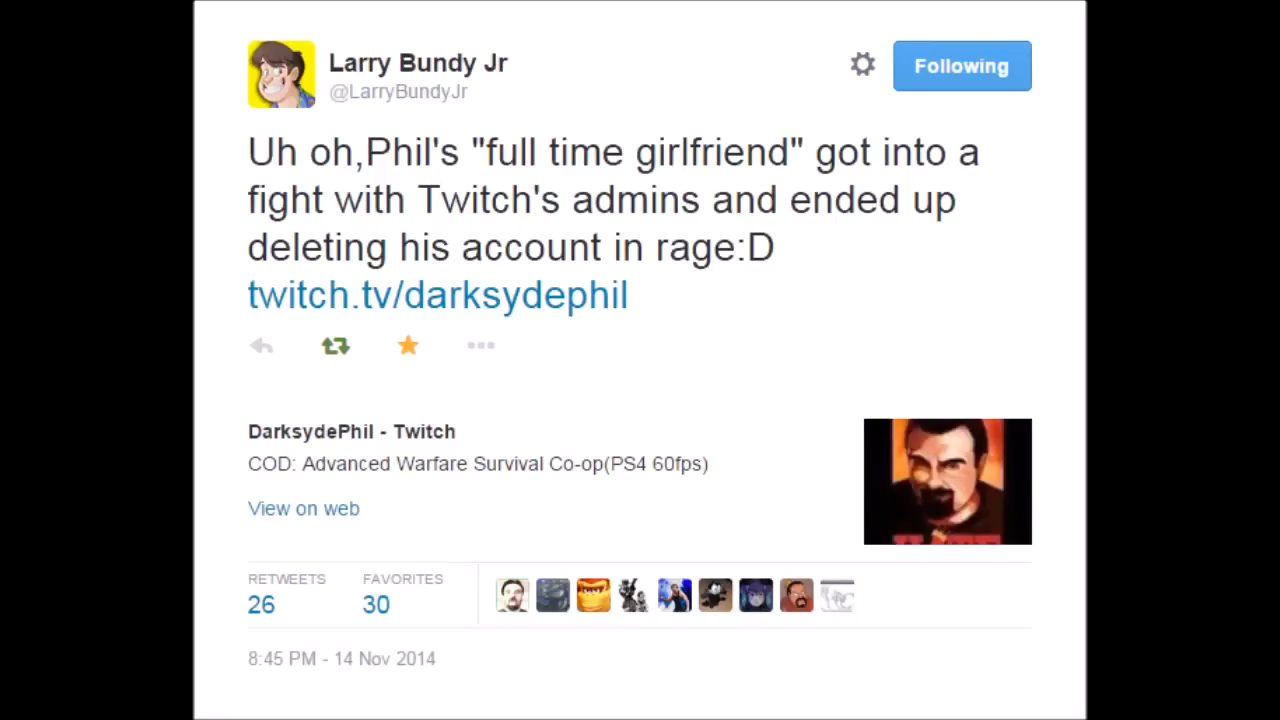 Larry Bundy Jr
@LarryBundyJr
Following
Uh oh,Phil's "full time girlfriend" got into a
fight with Twitch's admins and ended up
deleting his account in rage:D
twitch.tv/darksydephil
DarksydePhil - Twitch
COD: Advanced Warfare Survival Co-op(PS4 60fps)
View on web
RETWEETS FAVORITES
26 30
8:45 PM - 14 Nov 2014